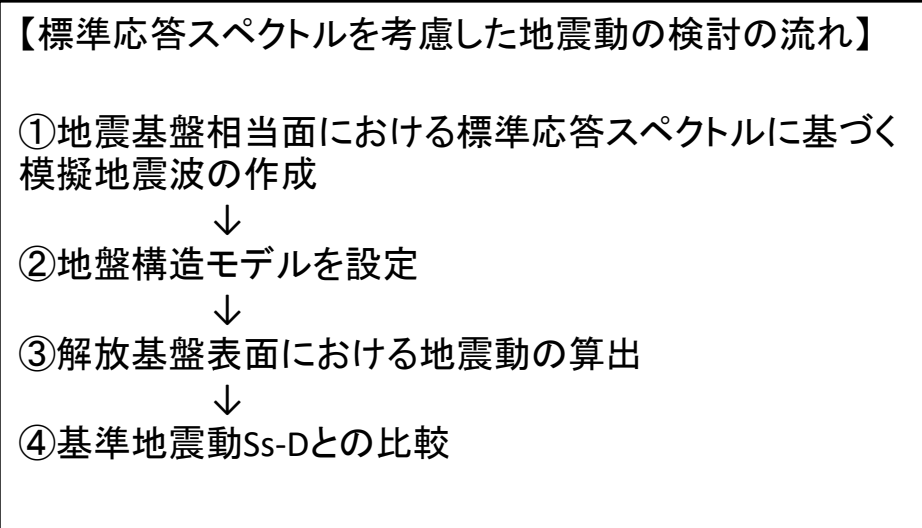 【標準応答スペクトルを考慮した地震動の検討の流れ】
①地震基盤相当面における標準応答スペクトルに基づく
模擬地震波の作成
↓
②地盤構造モデルを設定
↓
③解放基盤表面における地震動の算出
↓
④基準地震動Ss-Dとの比較